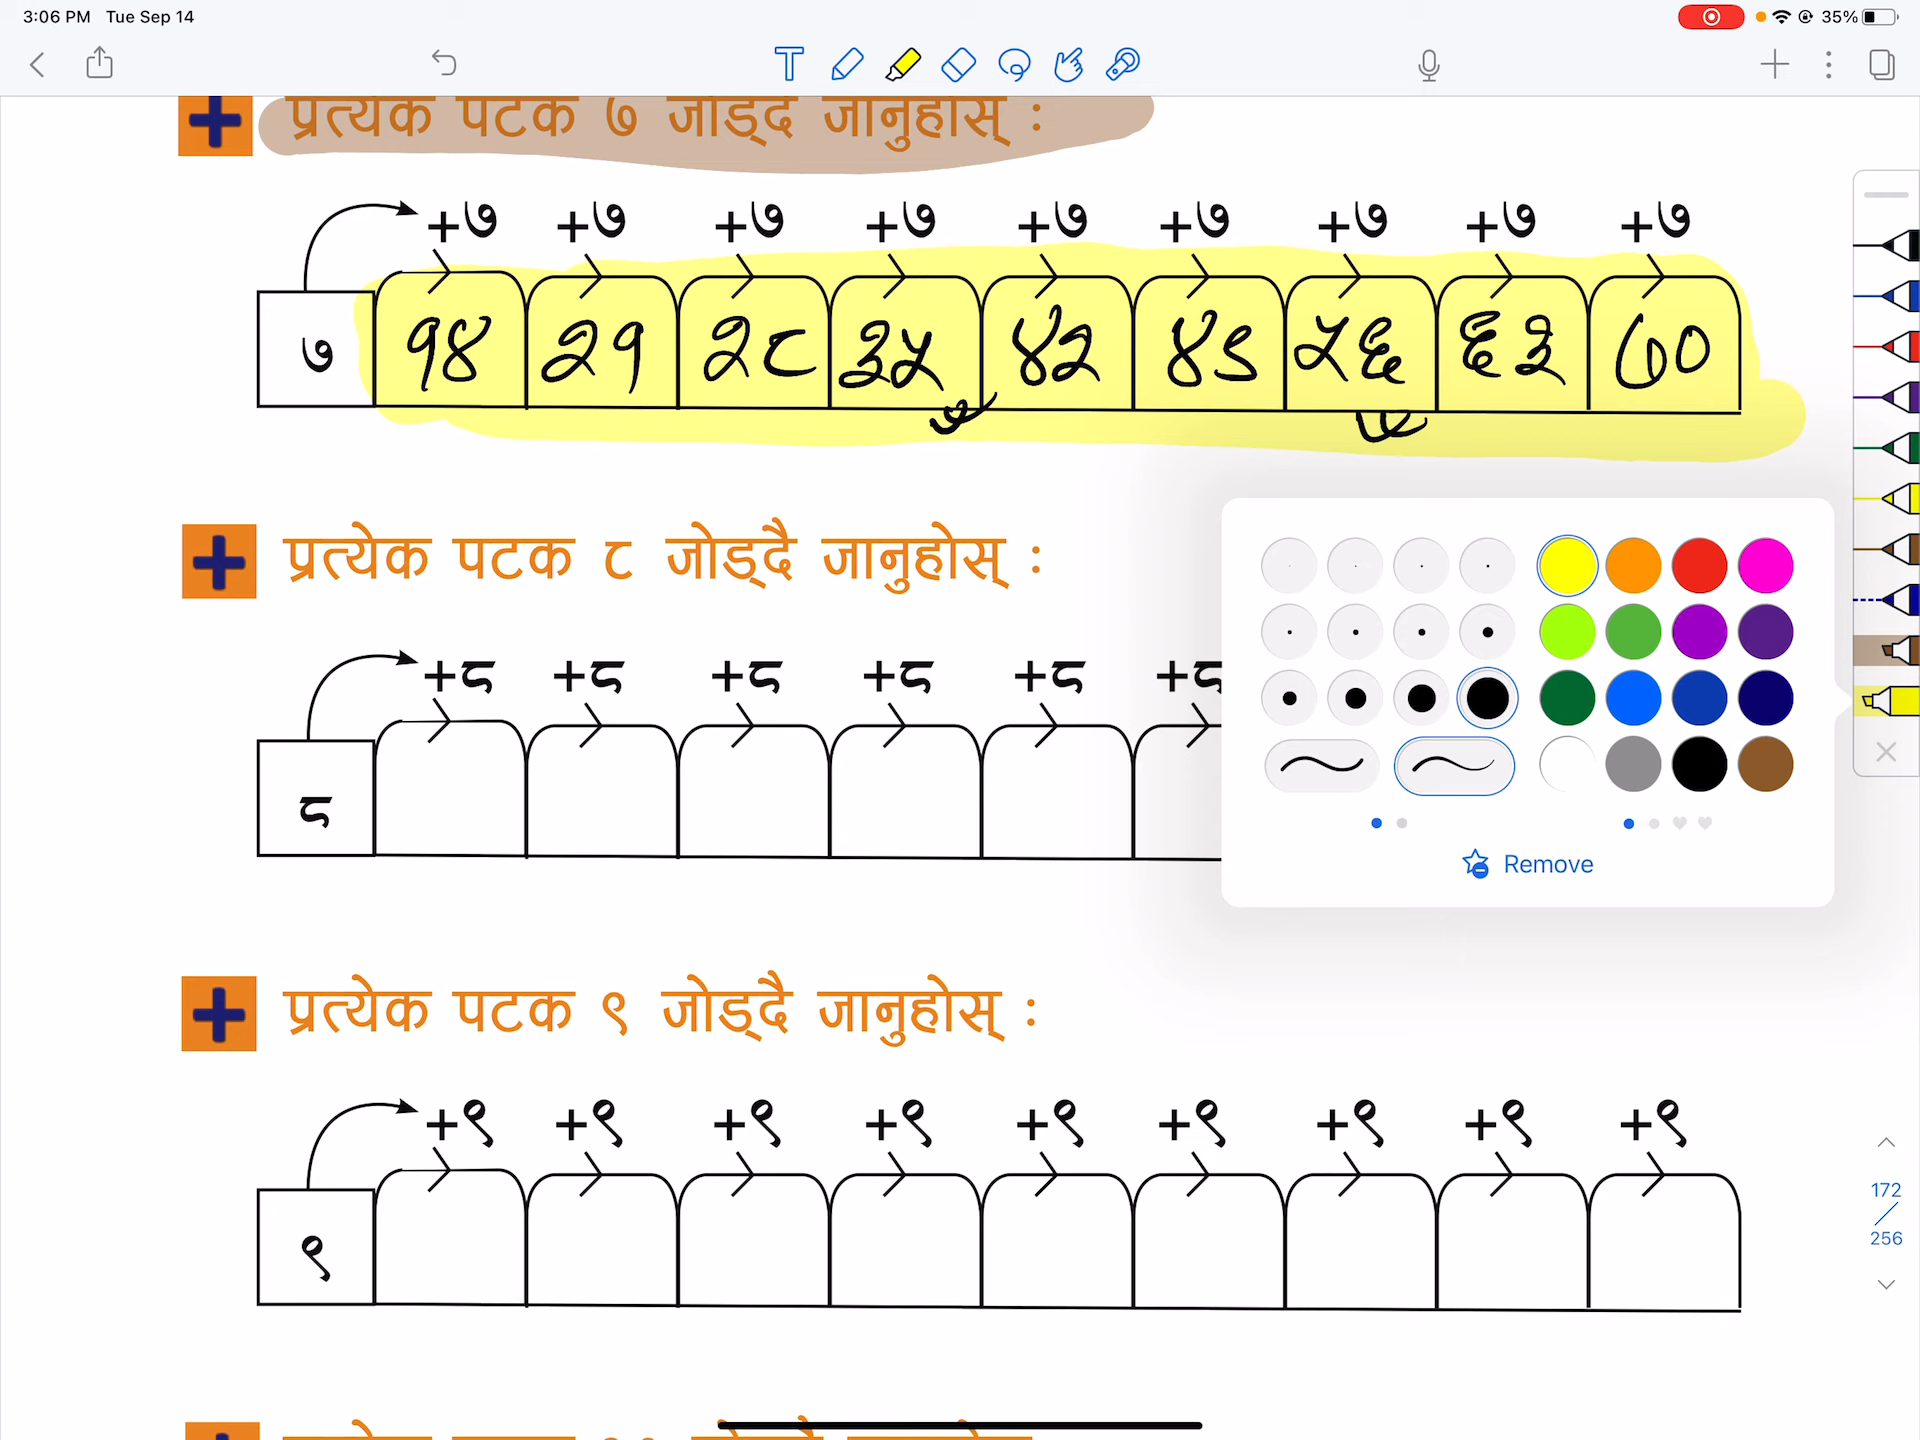 3:06 PM Tue Sep 14 35%
प्रत्येक पटक ७ जोड्दै जानुहोस् :
+७ +७ +७ +७ +७ +७ +७ +७ +७
७ १४ २१ २८ ३५ ४२ ४९ ५६ ६३ ७०
प्रत्येक पटक ८ जोड्दै जानुहोस् :
+८ +८ +८ +८ +८ +८
८
Remove
प्रत्येक पटक ९ जोड्दै जानुहोस् :
+९ +९ +९ +९ +९ +९ +९ +९ +९
९
172
256